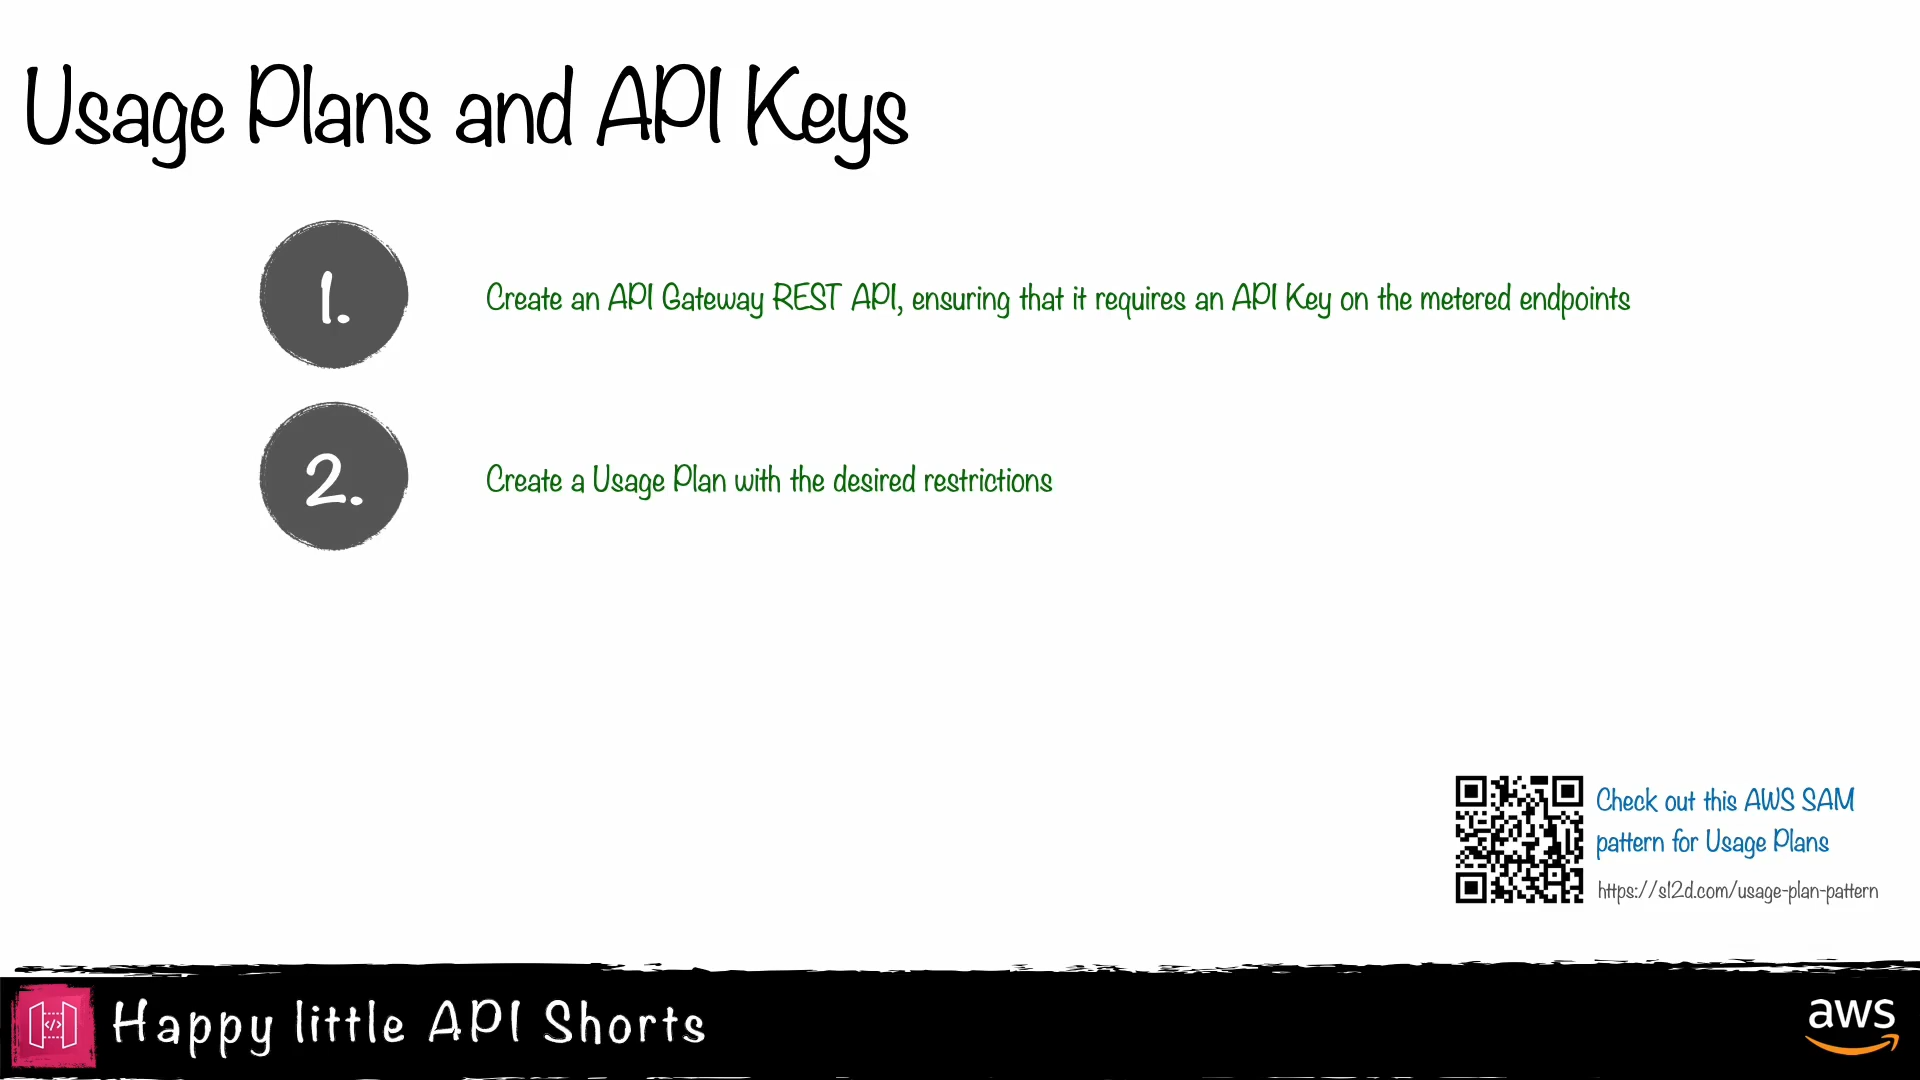 Usage Plans and API Keys
1.
Create an API Gateway REST API, ensuring that it requires an API Key on the metered endpoints
2.
Create a Usage Plan with the desired restrictions
Check out this AWS SAM
pattern for Usage Plans
https://s12d.com/usage-plan-pattern
</>
Happy little API Shorts
aws